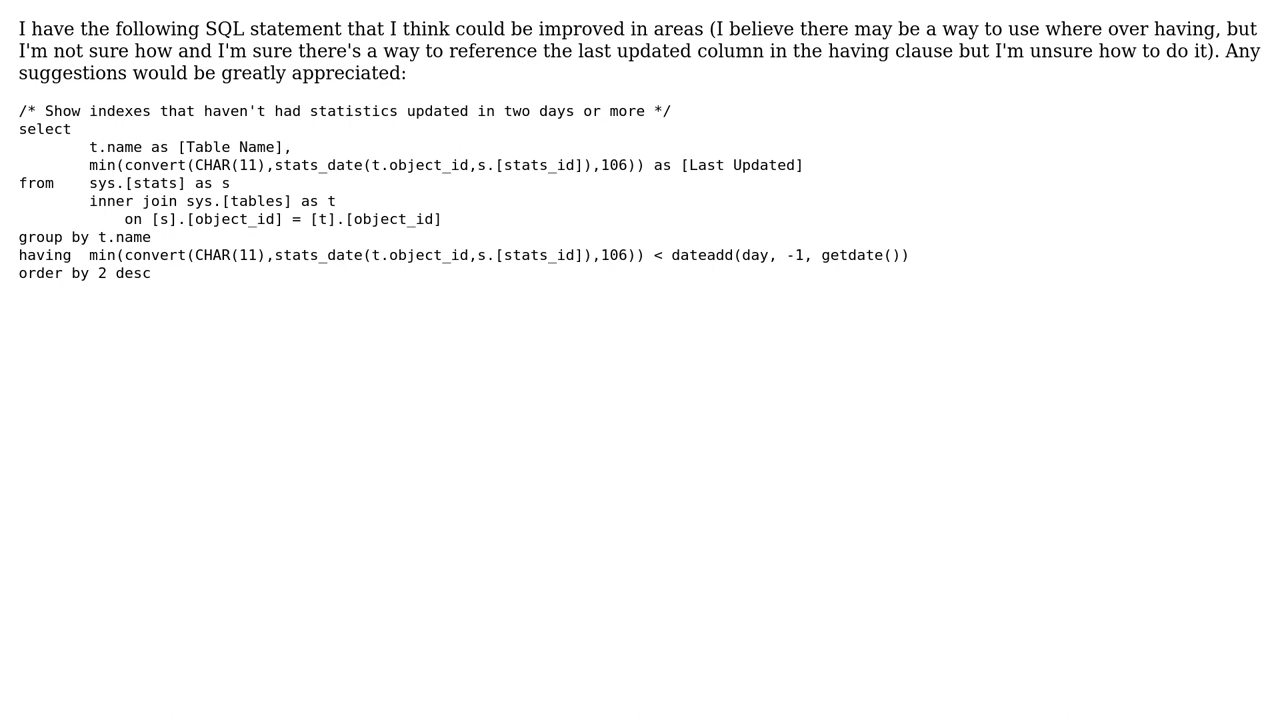 I have the following SQL statement that I think could be improved in areas (I believe there may be a way to use where over having, but
I'm not sure how and I'm sure there's a way to reference the last updated column in the having clause but I'm unsure how to do it). Any
suggestions would be greatly appreciated:
/* Show indexes that haven't had statistics updated in two days or more */
select
        t.name as [Table Name],
        min(convert(CHAR(11),stats_date(t.object_id,s.[stats_id]),106)) as [Last Updated]
from    sys.[stats] as s
        inner join sys.[tables] as t
            on [s].[object_id] = [t].[object_id]
group by t.name
having  min(convert(CHAR(11),stats_date(t.object_id,s.[stats_id]),106)) < dateadd(day, -1, getdate())
order by 2 desc